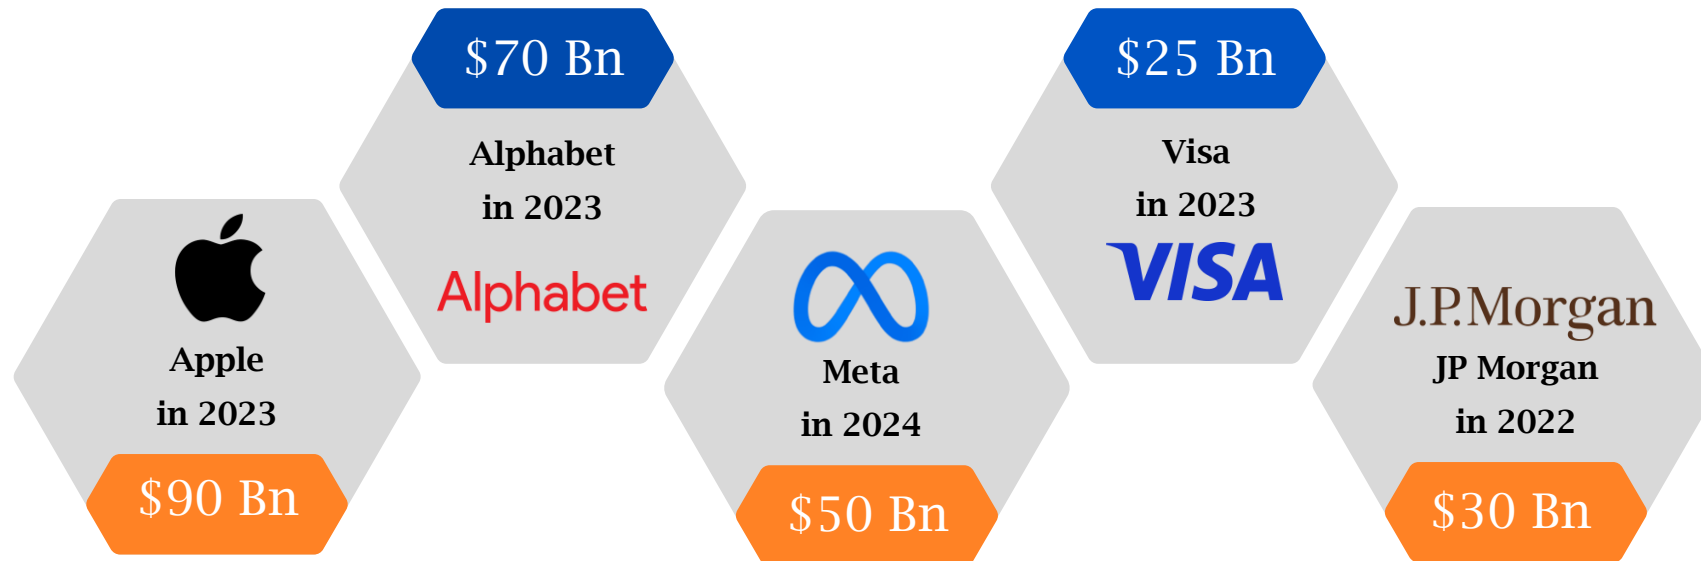 Apple
in 2023
$90 Bn
$70 Bn
Alphabet
in 2023
Alphabet
Meta
in 2024
$50 Bn
$25 Bn
Visa
in 2023
VISA
J.P.Morgan
JP Morgan
in 2022
$30 Bn